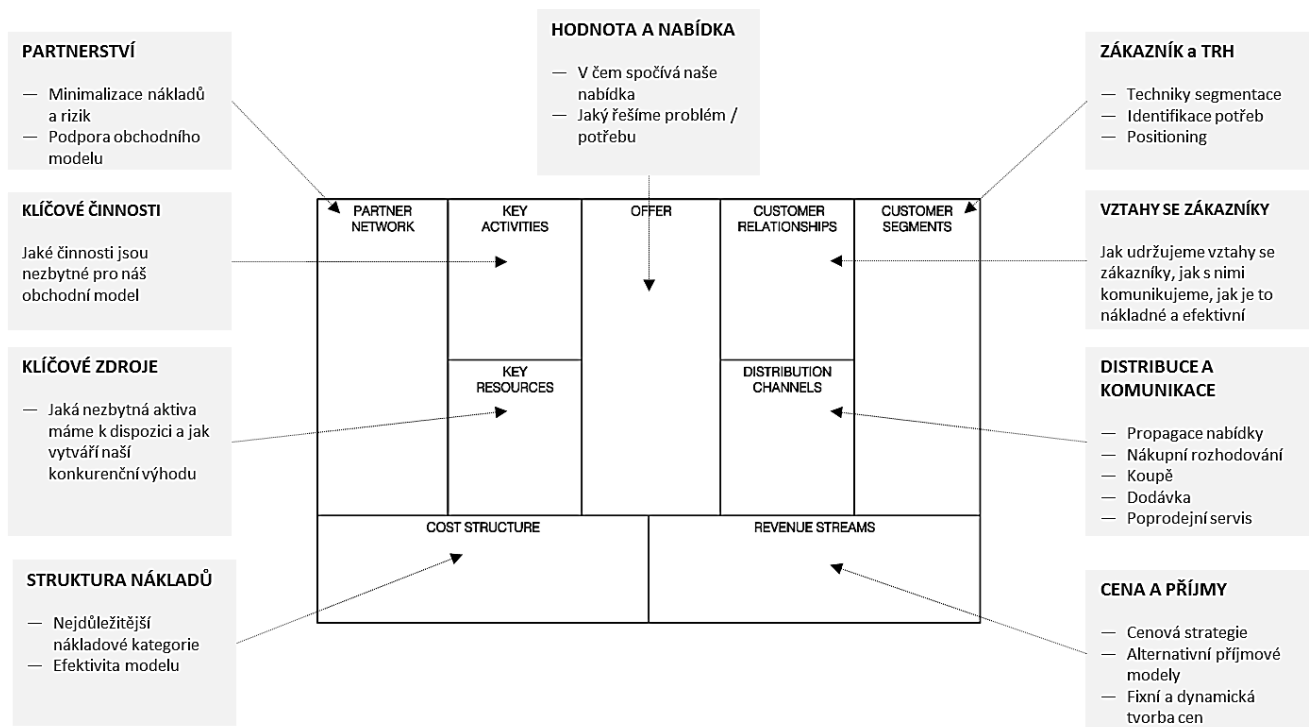 PARTNERSTVÍ
— Minimalizace nákladů
a rizik
— Podpora obchodního
modelu
KLÍČOVÉ ČINNOSTI
Jaké činnosti jsou
nezbytné pro náš
obchodní model
KLÍČOVÉ ZDROJE
— Jaká nezbytná aktiva
máme k dispozici a jak
vytváří naší
konkurenční výhodu
STRUKTURA NÁKLADŮ
— Nejdůležitější
nákladové kategorie
— Efektivita modelu
HODNOTA A NABÍDKA
— V čem spočívá naše
nabídka
— Jaký řešíme problém /
potřebu
PARTNER
NETWORK
KEY
ACTIVITIES
KEY
RESOURCES
OFFER
CUSTOMER
RELATIONSHIPS
DISTRIBUTION
CHANNELS
CUSTOMER
SEGMENTS
COST STRUCTURE
REVENUE STREAMS
ZÁKAZNÍK a TRH
— Techniky segmentace
— Identifikace potřeb
— Positioning
VZTAHY SE ZÁKAZNÍKY
Jak udržujeme vztahy se
zákazníky, jak s nimi
komunikujeme, jak je to
nákladné a efektivní
DISTRIBUCE A
KOMUNIKACE
— Propagace nabídky
— Nákupní rozhodování
— Koupě
— Dodávka
— Poprodejní servis
CENA A PŘÍJMY
— Cenová strategie
— Alternativní příjmové
modely
— Fixní a dynamická
tvorba cen